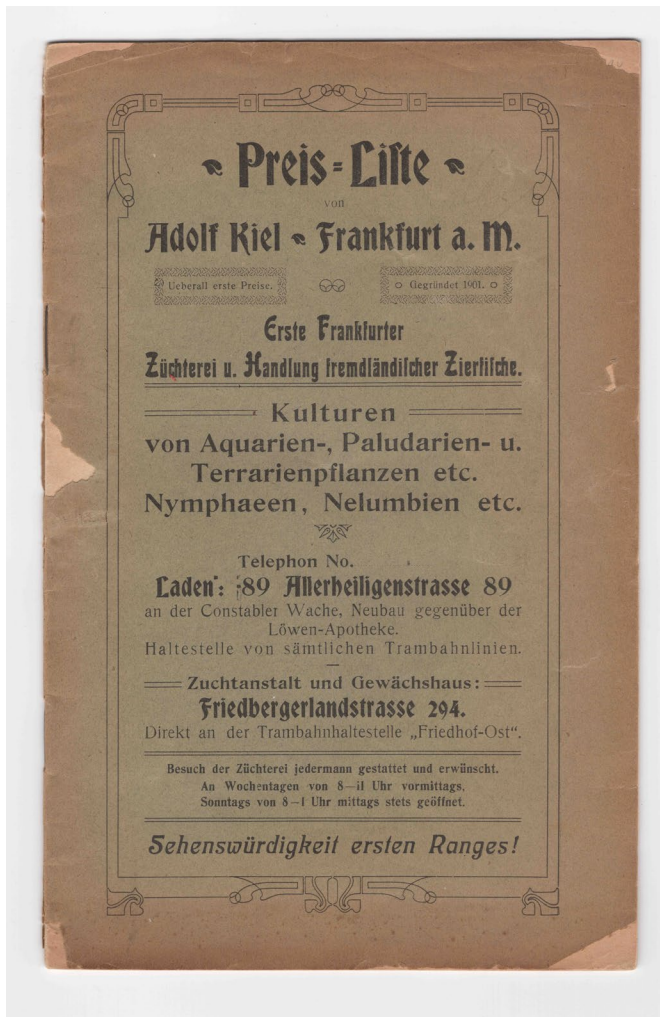 Preis-Liste
von
Adolf Kiel Frankfurt a. M.
Ueberall erste Preise. Gegründet 1901.
Erste Frankfurter
Züchterei u. Handlung fremdländischer Zierfische.
Kulturen
von Aquarien-, Paludarien- u.
Terrarienpflanzen etc.
Nymphaeen, Nelumbien etc.
Telephon No.
Laden: 89 Allerheiligenstrasse 89
an der Constabler Wache, Neubau gegenüber der
Löwen-Apotheke.
Haltestelle von sämtlichen Trambahnlinien.
Zuchtanstalt und Gewächshaus:
Friedbergerlandstrasse 294.
Direkt an der Trambahnhaltestelle „Friedhof-Ost“.
Besuch der Züchterei jedermann gestattet und erwünscht.
An Wochentagen von 8—11 Uhr vormittags.
Sonntags von 8—1 Uhr mittags stets geöffnet.
Sehenswürdigkeit ersten Ranges!